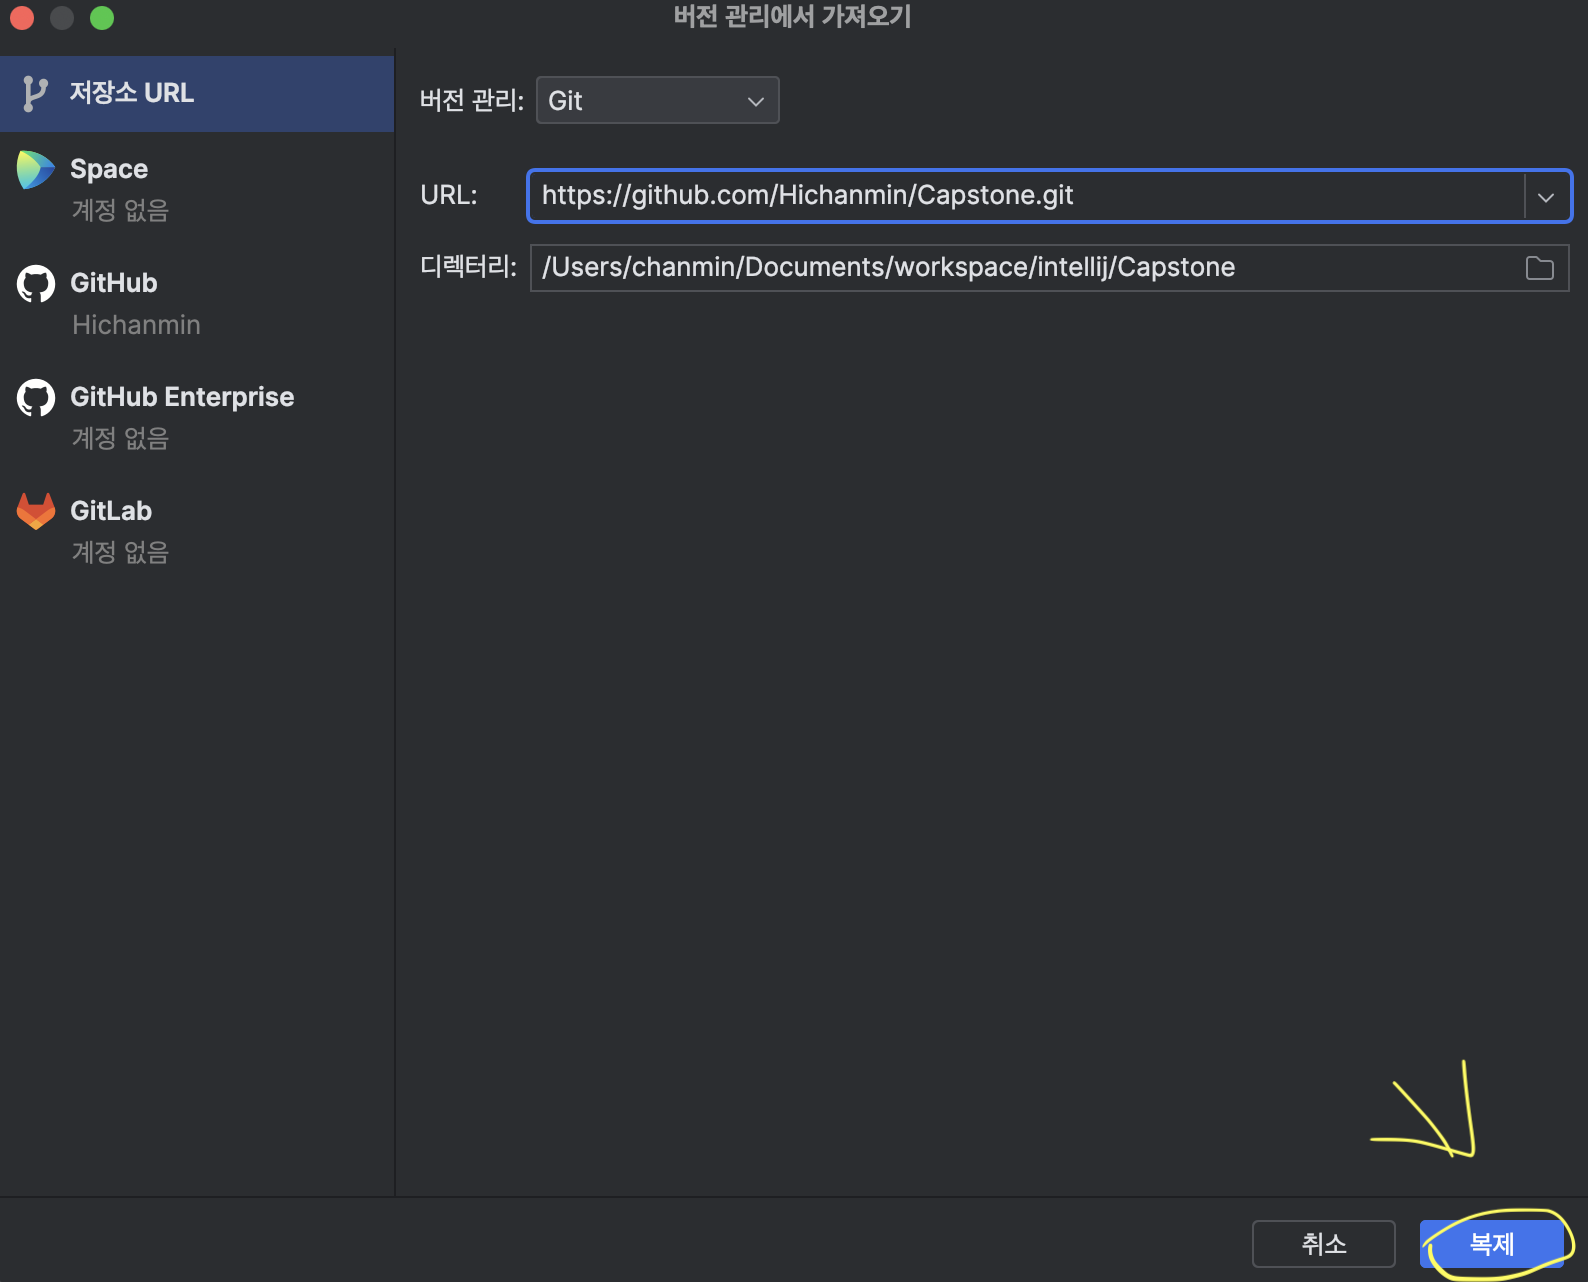 버전 관리에서 가져오기
저장소 URL
Space
계정 없음
GitHub
Hichanmin
GitHub Enterprise
계정 없음
GitLab
계정 없음
버전 관리: Git
URL: https://github.com/Hichanmin/Capstone.git
디렉터리: /Users/chanmin/Documents/workspace/intellij/Capstone
취소 복제